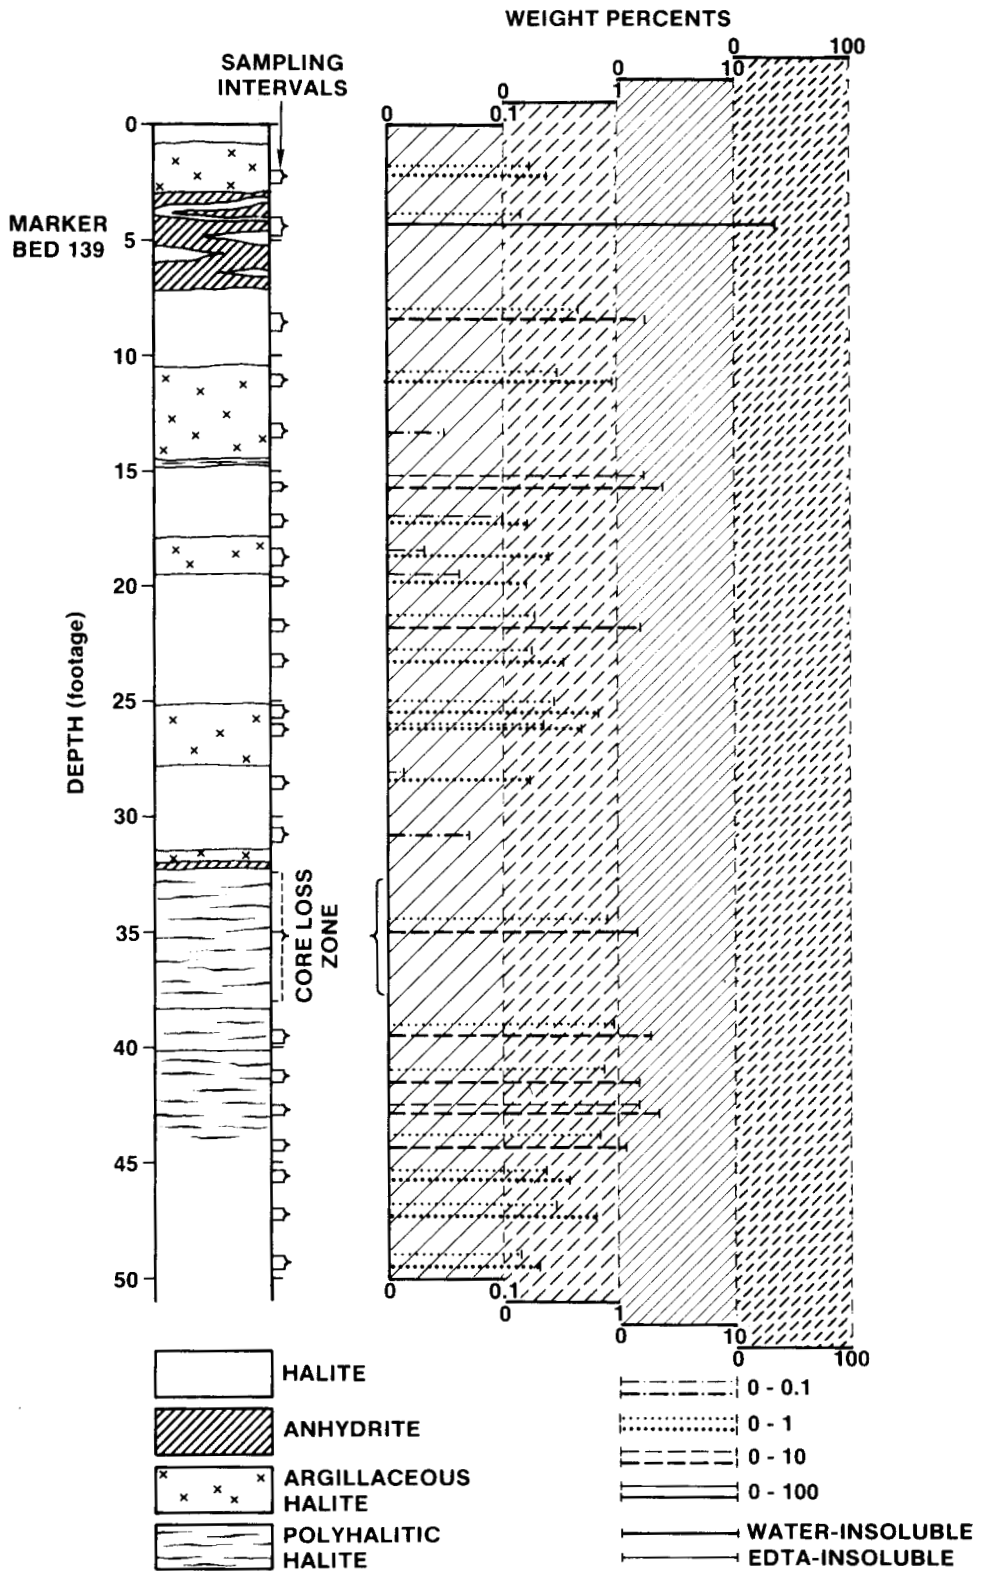 WEIGHT PERCENTS
0 100
0 10
0 1
0 0.1
SAMPLING
INTERVALS
0
MARKER
BED 139
5
10
15
20
25
30
35
40
45
50
DEPTH (footage)
CORE LOSS
ZONE
0 0.1
0 1
0 10
0 100
HALITE
ANHYDRITE
ARGILLACEOUS
HALITE
POLYHALITIC
HALITE
0 - 0.1
0 - 1
0 - 10
0 - 100
WATER-INSOLUBLE
EDTA-INSOLUBLE